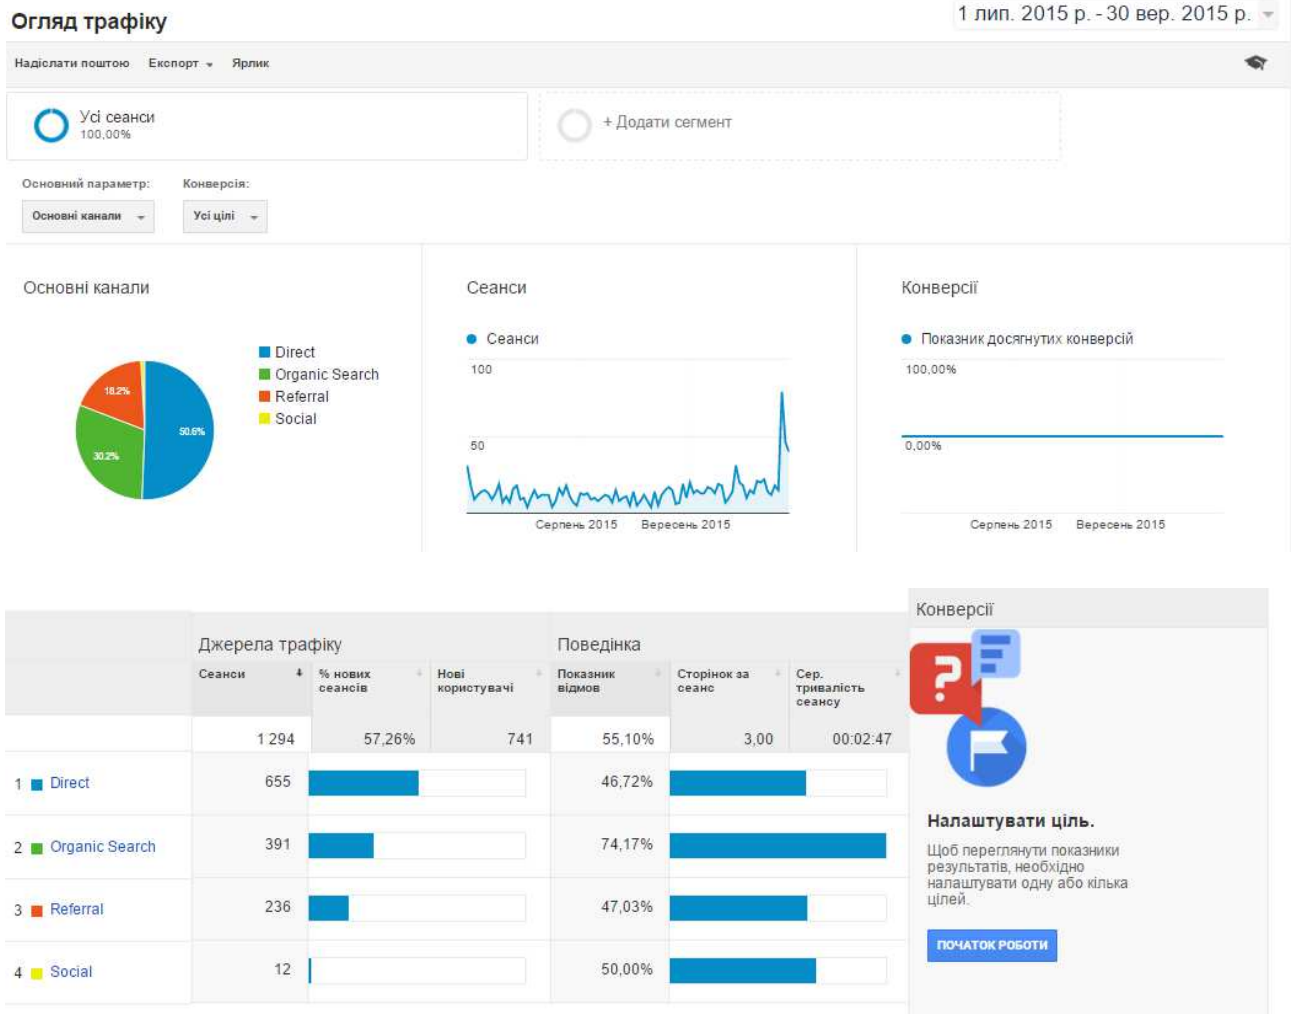 Огляд трафіку
1 лип. 2015 р. - 30 вер. 2015 р.
Надіслати поштою Експорт Ярлик
Усі сеанси
100,00%
+ Додати сегмент
Основний параметр: Конверсія:
Основні канали Усі цілі
Основні канали
50.6%
30.2%
18.2%
Direct
Organic Search
Referral
Social
Сеанси
Сеанси
100
50
Серпень 2015 Вересень 2015
Конверсії
Показник досягнутих конверсій
100,00%
0,00%
Серпень 2015 Вересень 2015
Джерела трафіку Поведінка
Сеанси % нових сеансів Нові користувачі Показник відмов Сторінок за сеанс Сер. тривалість сеансу
1 294 57,26% 741 55,10% 3,00 00:02:47
1 Direct 655 46,72%
2 Organic Search 391 74,17%
3 Referral 236 47,03%
4 Social 12 50,00%
Конверсії
?
Налаштувати ціль.
Щоб переглянути показники
результатів, необхідно
налаштувати одну або кілька
цілей.
ПОЧАТОК РОБОТИ